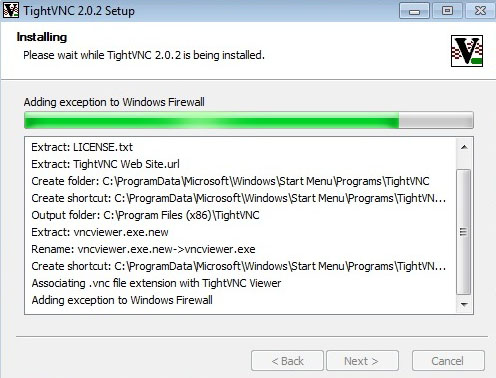 TightVNC 2.0.2 Setup
Installing
Please wait while TightVNC 2.0.2 is being installed.
Adding exception to Windows Firewall
Extract: LICENSE.txt
Extract: TightVNC Web Site.url
Create folder: C:\ProgramData\Microsoft\Windows\Start Menu\Programs\TightVNC
Create shortcut: C:\ProgramData\Microsoft\Windows\Start Menu\Programs\TightVN...
Output folder: C:\Program Files (x86)\TightVNC
Extract: vncviewer.exe.new
Rename: vncviewer.exe.new->vncviewer.exe
Create shortcut: C:\ProgramData\Microsoft\Windows\Start Menu\Programs\TightVN...
Associating .vnc file extension with TightVNC Viewer
Adding exception to Windows Firewall
< Back
Next >
Cancel